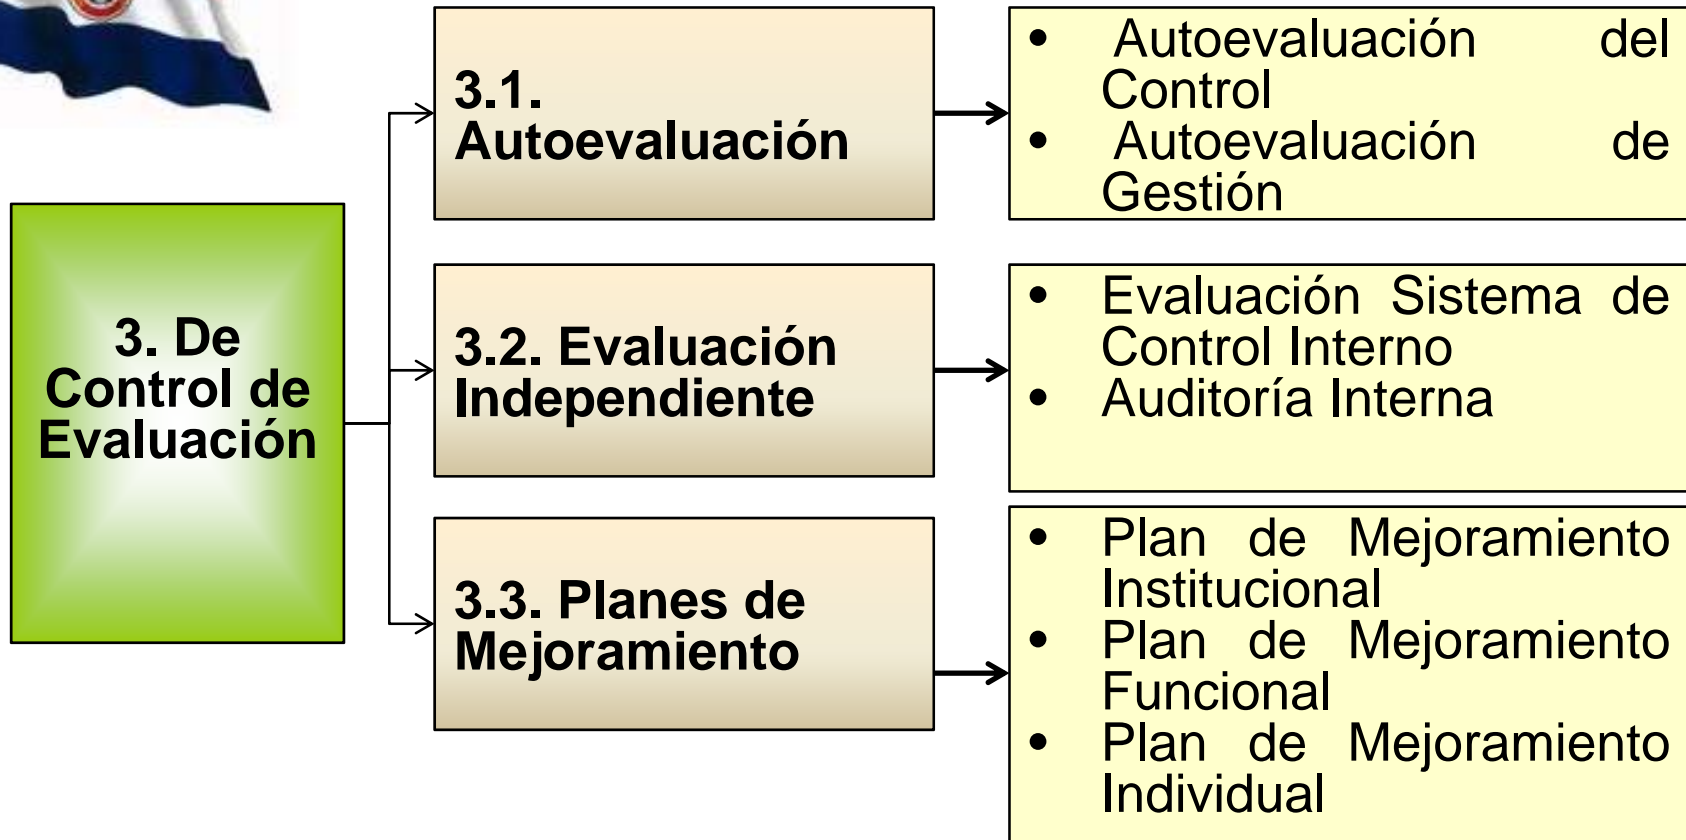 3. De
Control de
Evaluación
3.1.
Autoevaluación
• Autoevaluación del
Control
• Autoevaluación de
Gestión
3.2. Evaluación
Independiente
• Evaluación Sistema de
Control Interno
• Auditoría Interna
3.3. Planes de
Mejoramiento
• Plan de Mejoramiento
Institucional
• Plan de Mejoramiento
Funcional
• Plan de Mejoramiento
Individual